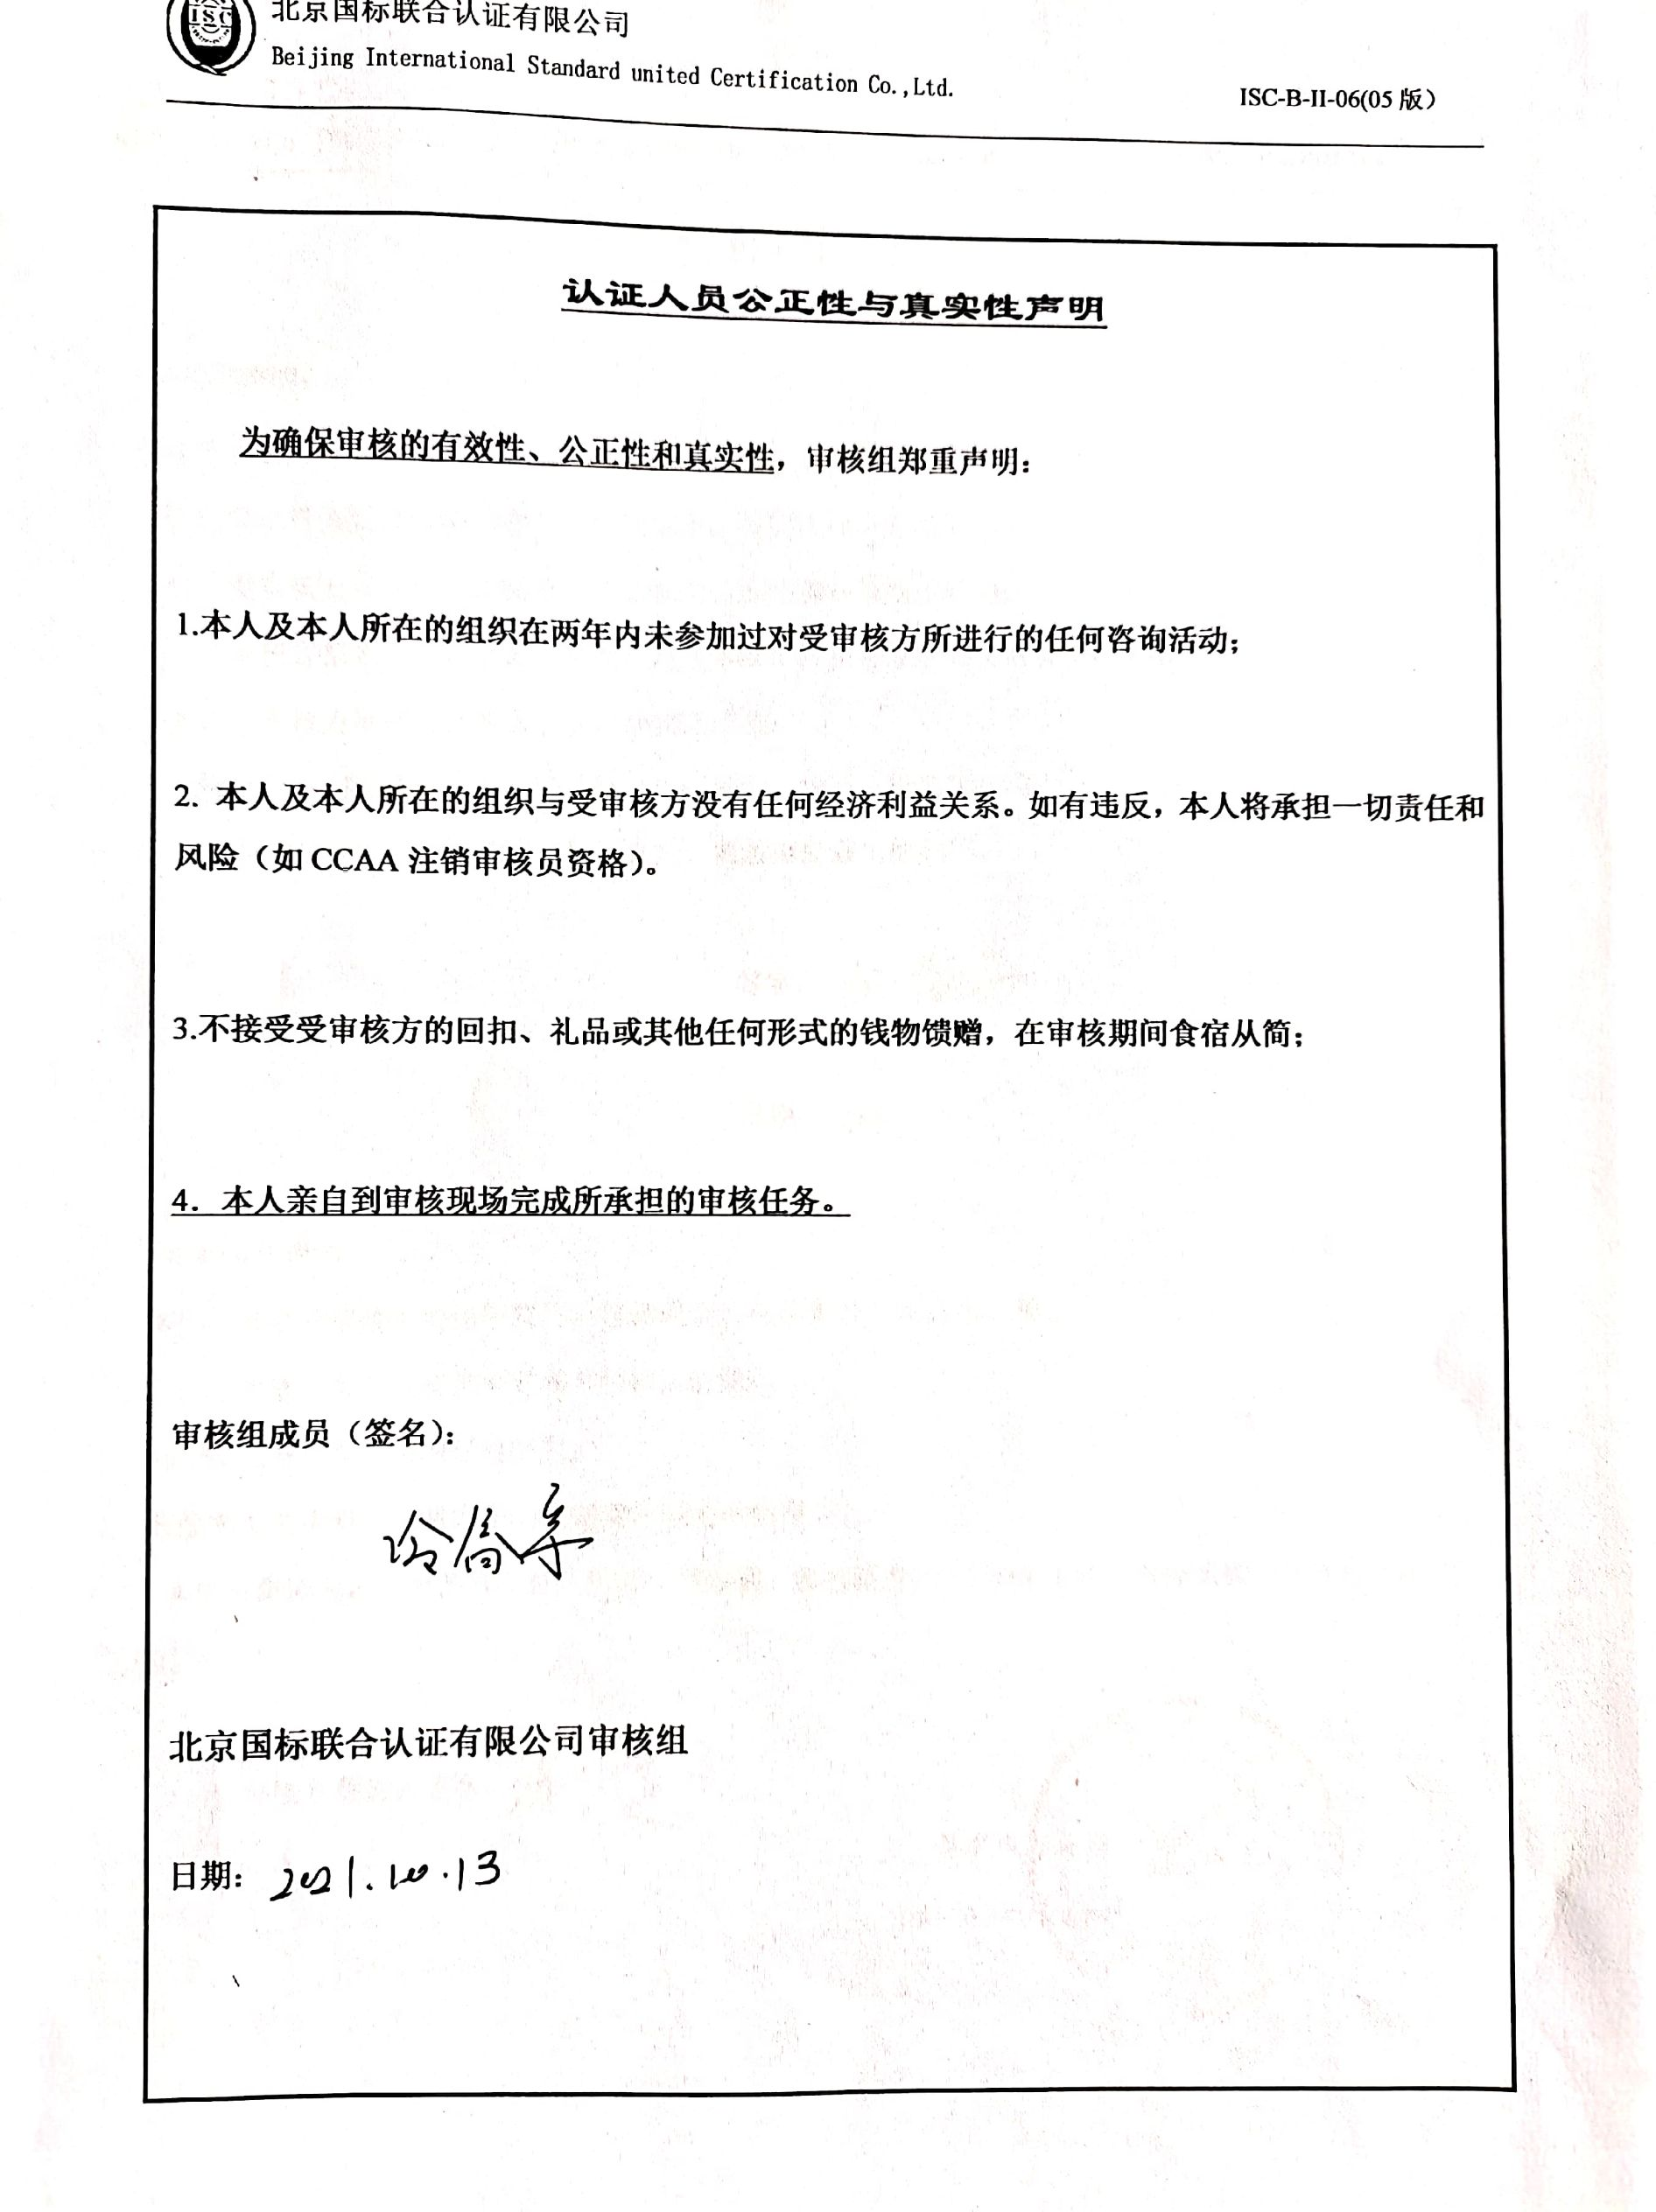 ISC
北京国标联合认证有限公司
Beijing International Standard united Certification Co.,Ltd.
ISC-B-II-06(05 版）
认证人员公正性与真实性声明
为确保审核的有效性、公正性和真实性，审核组郑重声明：
1.本人及本人所在的组织在两年内未参加过对受审核方所进行的任何咨询活动；
2. 本人及本人所在的组织与受审核方没有任何经济利益关系。如有违反，本人将承担一切责任和
风险（如 CCAA 注销审核员资格）。
3.不接受受审核方的回扣、礼品或其他任何形式的钱物馈赠，在审核期间食宿从简；
4. 本人亲自到审核现场完成所承担的审核任务。
审核组成员（签名）：
北京国标联合认证有限公司审核组
日期： 2021.10.13